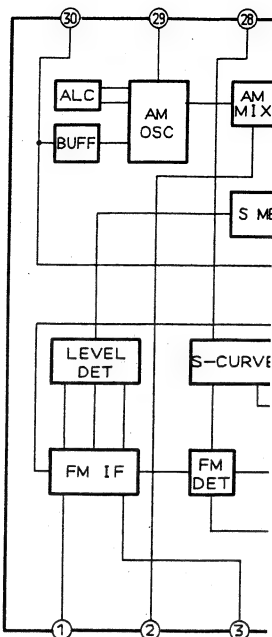 30 29 28
ALC
AM
OSC
AM
MIX
BUFF
S ME
LEVEL
DET
S-CURVE
FM IF
FM
DET
1 2 3